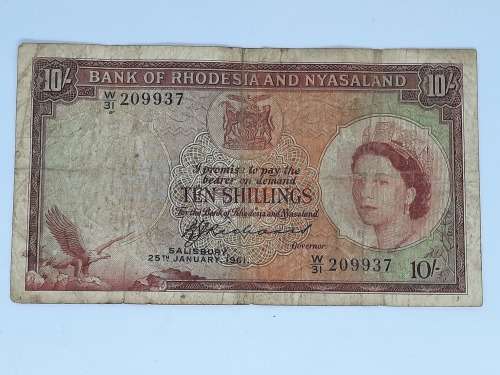 10/- BANK OF RHODESIA AND NYASALAND 10/-
W/31 209937
I promise to pay the
bearer on demand
TEN SHILLINGS
For the Bank of Rhodesia and Nyasaland
Governor
SALISBURY
25TH JANUARY 1961.
W/31 209937
10/-